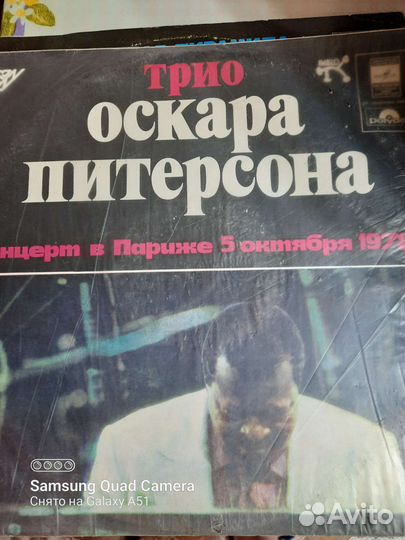 трио
оскара
питерсона
нцерт в Париже 5 октября 197
Samsung Quad Camera
Снято на Galaxy A51
Avito